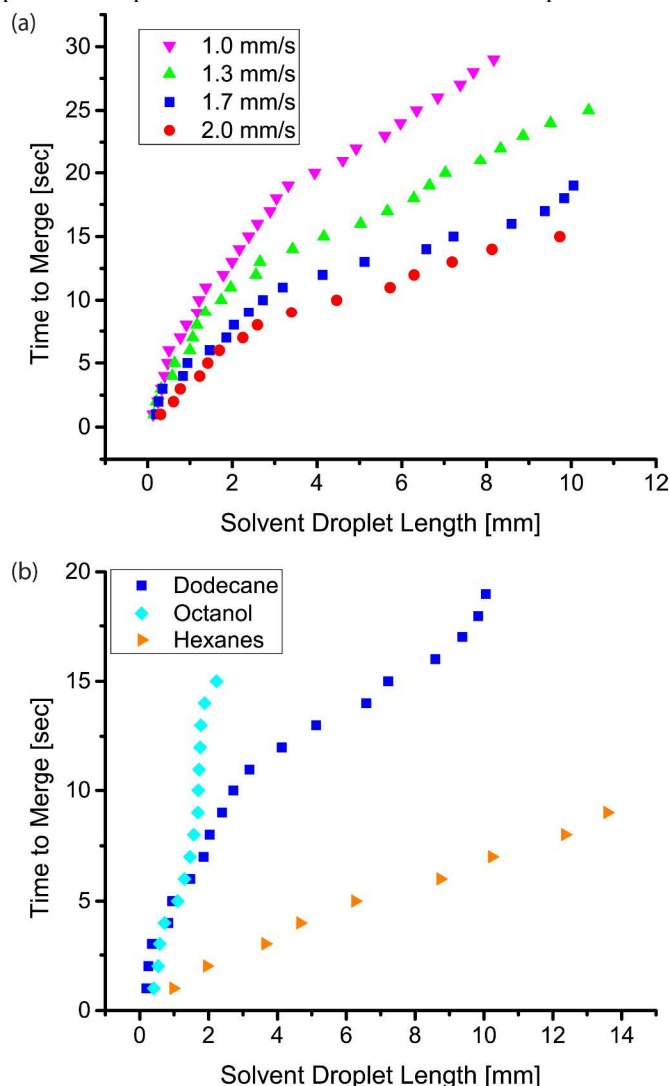 (a)
1.0 mm/s
1.3 mm/s
1.7 mm/s
2.0 mm/s
Time to Merge [sec]
30
25
20
15
10
5
0
0 2 4 6 8 10 12
Solvent Droplet Length [mm]
(b)
Dodecane
Octanol
Hexanes
Time to Merge [sec]
20
15
10
5
0
0 2 4 6 8 10 12 14
Solvent Droplet Length [mm]